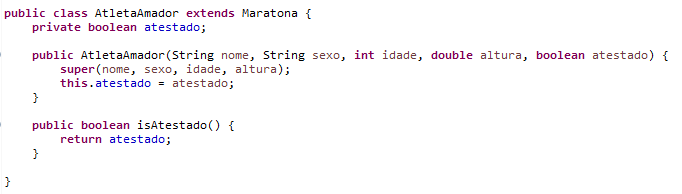 public class AtletaAmador extends Maratona {
private boolean atestado;
public AtletaAmador(String nome, String sexo, int idade, double altura, boolean atestado) {
super(nome, sexo, idade, altura);
this.atestado = atestado;
}
public boolean isAtestado() {
return atestado;
}
}